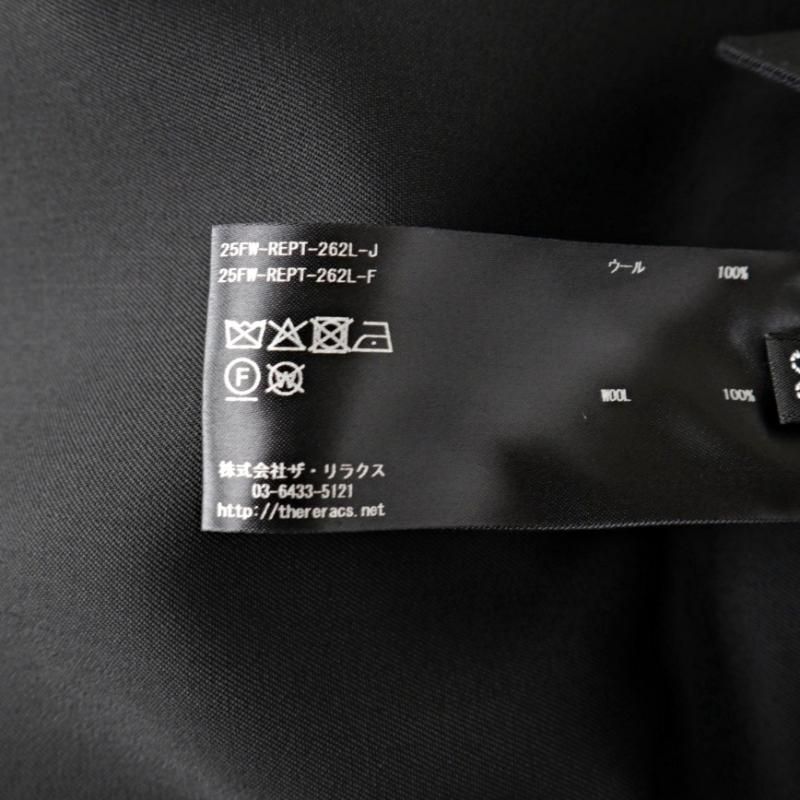 25FW-REPT-262L-J
25FW-REPT-262L-F
ウール 100%
F
W
WOOL 100%
株式会社ザ・リラクス
03-6433-5121
http://thereracs.net